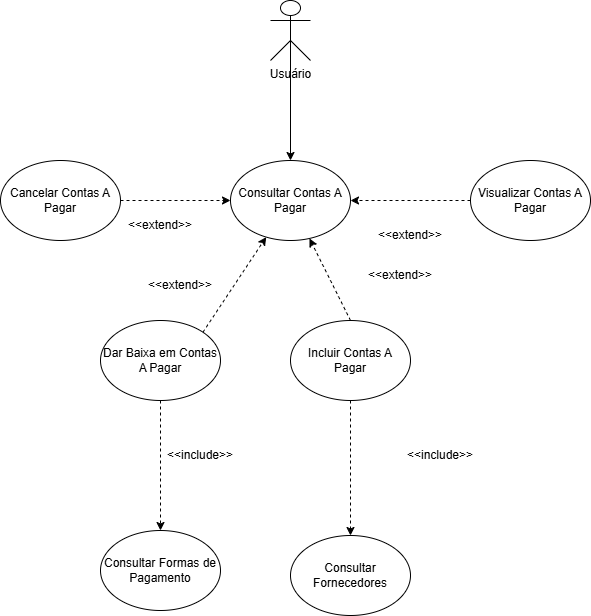 Usuário
Cancelar Contas A
Pagar
Consultar Contas A
Pagar
Visualizar Contas A
Pagar
<<extend>>
<<extend>>
<<extend>>
<<extend>>
Dar Baixa em Contas
A Pagar
Incluir Contas A
Pagar
<<include>>
<<include>>
Consultar Formas de
Pagamento
Consultar
Fornecedores